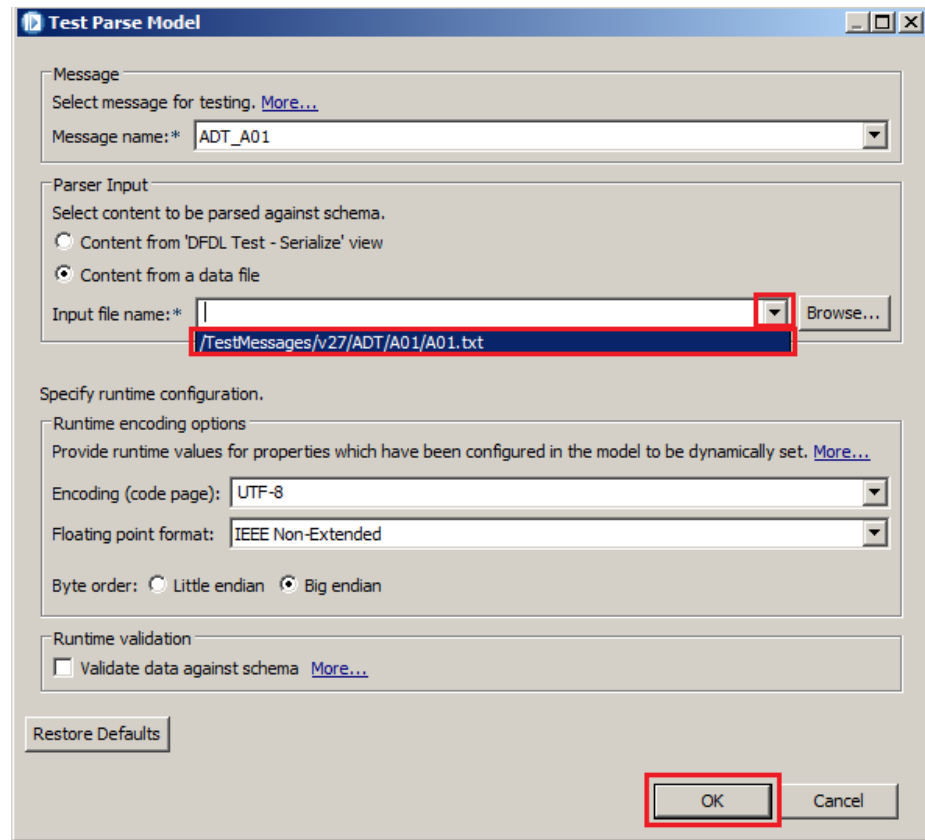 Test Parse Model
Message
Select message for testing. More...
Message name:* ADT_A01
Parser Input
Select content to be parsed against schema.
Content from 'DFDL Test - Serialize' view
Content from a data file
Input file name:* Browse...
/TestMessages/v27/ADT/A01/A01.txt
Specify runtime configuration.
Runtime encoding options
Provide runtime values for properties which have been configured in the model to be dynamically set. More...
Encoding (code page): UTF-8
Floating point format: IEEE Non-Extended
Byte order: Little endian Big endian
Runtime validation
Validate data against schema More...
Restore Defaults
OK Cancel